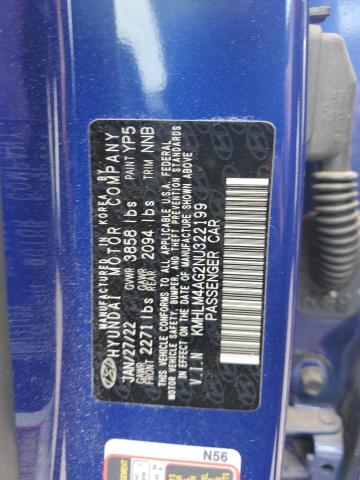 MANUFACTURED IN KOREA BY
HYUNDAI MOTOR COMPANY
JAN/27/22 GVWR 3858 lbs PAINT YP5
GAWR FRONT 2271 lbs GAWR REAR 2094 lbs TRIM NNB
THIS VEHICLE CONFORMS TO ALL APPLICABLE U.S.A. FEDERAL
MOTOR VEHICLE SAFETY, BUMPER, AND THEFT PREVENTION STANDARDS
IN EFFECT ON THE DATE OF MANUFACTURE SHOWN ABOVE.
V.I.N KMHLM4AG2NU322199
PASSENGER CAR
N56